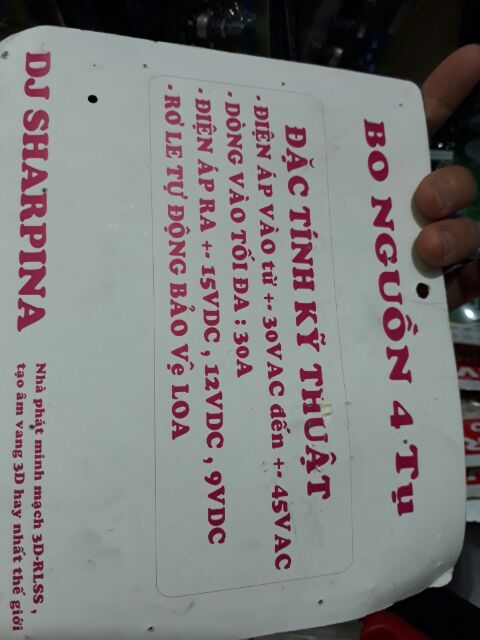 BO NGUỒN 4 Tụ
ĐẶC TÍNH KỸ THUẬT
- ĐIỆN ÁP VÀO từ +- 30VAC đến +- 45VAC
- DÒNG VÀO TỐI ĐA : 30A
- ĐIỆN ÁP RA +- 15VDC , 12VDC , 9VDC
- RƠ LE TỰ ĐỘNG BẢO Vệ LOA
DJ SHARPINA
Nhà phát minh mạch 3D-RLSS ,
tạo âm vang 3D hay nhất thế giới